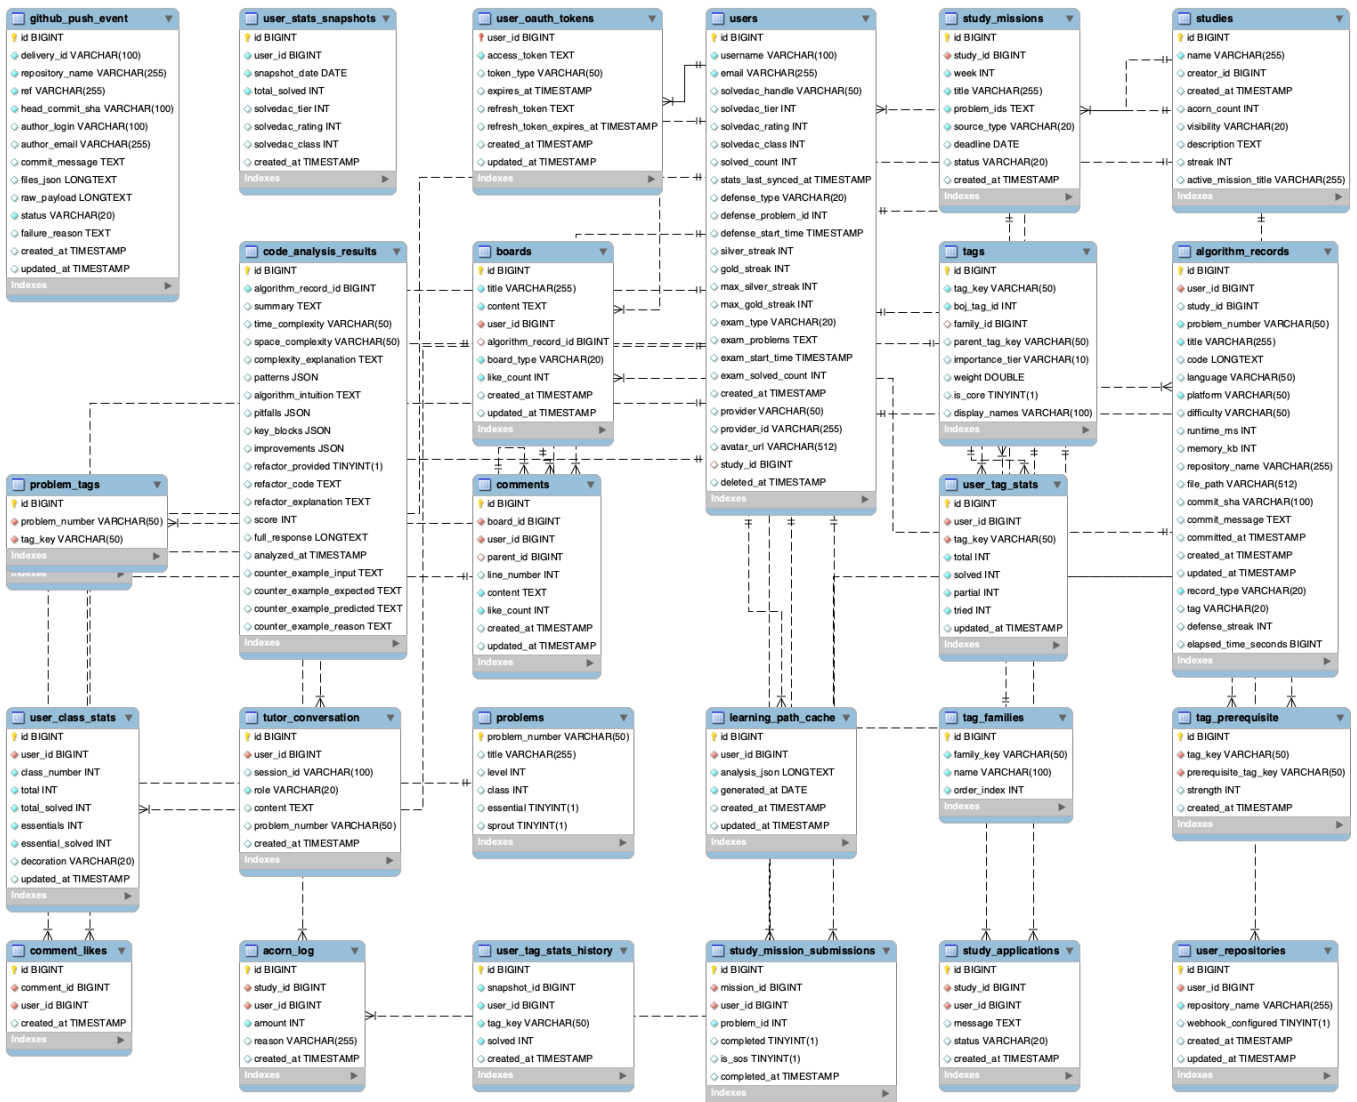 github_push_event
id BIGINT
delivery_id VARCHAR(100)
repository_name VARCHAR(255)
ref VARCHAR(255)
head_commit_sha VARCHAR(100)
author_login VARCHAR(100)
author_email VARCHAR(255)
commit_message TEXT
files_json LONGTEXT
raw_payload LONGTEXT
status VARCHAR(20)
failure_reason TEXT
created_at TIMESTAMP
updated_at TIMESTAMP
Indexes
user_stats_snapshots
id BIGINT
user_id BIGINT
snapshot_date DATE
total_solved INT
solvedac_tier INT
solvedac_rating INT
solvedac_class INT
created_at TIMESTAMP
Indexes
user_oauth_tokens
user_id BIGINT
access_token TEXT
token_type VARCHAR(50)
expires_at TIMESTAMP
refresh_token TEXT
refresh_token_expires_at TIMESTAMP
created_at TIMESTAMP
updated_at TIMESTAMP
Indexes
users
id BIGINT
username VARCHAR(100)
email VARCHAR(255)
solvedac_handle VARCHAR(50)
solvedac_tier INT
solvedac_rating INT
solvedac_class INT
solved_count INT
stats_last_synced_at TIMESTAMP
defense_type VARCHAR(20)
defense_problem_id INT
defense_start_time TIMESTAMP
silver_streak INT
gold_streak INT
max_silver_streak INT
max_gold_streak INT
exam_type VARCHAR(20)
exam_problems TEXT
exam_start_time TIMESTAMP
exam_solved_count INT
created_at TIMESTAMP
provider VARCHAR(50)
provider_id VARCHAR(255)
avatar_url VARCHAR(512)
study_id BIGINT
deleted_at TIMESTAMP
Indexes
study_missions
id BIGINT
study_id BIGINT
week INT
title VARCHAR(255)
problem_ids TEXT
source_type VARCHAR(20)
deadline DATE
status VARCHAR(20)
created_at TIMESTAMP
Indexes
studies
id BIGINT
name VARCHAR(255)
creator_id BIGINT
created_at TIMESTAMP
acorn_count INT
visibility VARCHAR(20)
description TEXT
streak INT
active_mission_title VARCHAR(255)
Indexes
code_analysis_results
id BIGINT
algorithm_record_id BIGINT
summary TEXT
time_complexity VARCHAR(50)
space_complexity VARCHAR(50)
complexity_explanation TEXT
patterns JSON
algorithm_intuition TEXT
pitfalls JSON
key_blocks JSON
improvements JSON
refactor_provided TINYINT(1)
refactor_code TEXT
refactor_explanation TEXT
score INT
full_response LONGTEXT
analyzed_at TIMESTAMP
counter_example_input TEXT
counter_example_expected TEXT
counter_example_predicted TEXT
counter_example_reason TEXT
Indexes
boards
id BIGINT
title VARCHAR(255)
content TEXT
user_id BIGINT
algorithm_record_id BIGINT
board_type VARCHAR(20)
like_count INT
created_at TIMESTAMP
updated_at TIMESTAMP
Indexes
tags
id BIGINT
tag_key VARCHAR(50)
boj_tag_id INT
family_id BIGINT
parent_tag_key VARCHAR(50)
importance_tier VARCHAR(10)
weight DOUBLE
is_core TINYINT(1)
display_names VARCHAR(100)
Indexes
algorithm_records
id BIGINT
user_id BIGINT
study_id BIGINT
problem_number VARCHAR(50)
title VARCHAR(255)
code LONGTEXT
language VARCHAR(50)
platform VARCHAR(50)
difficulty VARCHAR(50)
runtime_ms INT
memory_kb INT
repository_name VARCHAR(255)
file_path VARCHAR(512)
commit_sha VARCHAR(100)
commit_message TEXT
committed_at TIMESTAMP
created_at TIMESTAMP
updated_at TIMESTAMP
record_type VARCHAR(20)
tag VARCHAR(20)
defense_streak INT
elapsed_time_seconds BIGINT
Indexes
problem_tags
id BIGINT
problem_number VARCHAR(50)
tag_key VARCHAR(50)
Indexes
Indexes
comments
id BIGINT
board_id BIGINT
user_id BIGINT
parent_id BIGINT
line_number INT
content TEXT
like_count INT
created_at TIMESTAMP
updated_at TIMESTAMP
Indexes
user_tag_stats
id BIGINT
user_id BIGINT
tag_key VARCHAR(50)
total INT
solved INT
partial INT
tried INT
updated_at TIMESTAMP
Indexes
user_class_stats
id BIGINT
user_id BIGINT
class_number INT
total INT
total_solved INT
essentials INT
essential_solved INT
decoration VARCHAR(20)
updated_at TIMESTAMP
Indexes
tutor_conversation
id BIGINT
user_id BIGINT
session_id VARCHAR(100)
role VARCHAR(20)
content TEXT
problem_number VARCHAR(50)
created_at TIMESTAMP
Indexes
problems
problem_number VARCHAR(50)
title VARCHAR(255)
level INT
class INT
essential TINYINT(1)
sprout TINYINT(1)
Indexes
learning_path_cache
id BIGINT
user_id BIGINT
analysis_json LONGTEXT
generated_at DATE
created_at TIMESTAMP
updated_at TIMESTAMP
Indexes
tag_families
id BIGINT
family_key VARCHAR(50)
name VARCHAR(100)
order_index INT
Indexes
tag_prerequisite
id BIGINT
tag_key VARCHAR(50)
prerequisite_tag_key VARCHAR(50)
strength INT
created_at TIMESTAMP
Indexes
comment_likes
id BIGINT
comment_id BIGINT
user_id BIGINT
created_at TIMESTAMP
Indexes
acorn_log
id BIGINT
study_id BIGINT
user_id BIGINT
amount INT
reason VARCHAR(255)
created_at TIMESTAMP
Indexes
user_tag_stats_history
id BIGINT
snapshot_id BIGINT
user_id BIGINT
tag_key VARCHAR(50)
solved INT
created_at TIMESTAMP
Indexes
study_mission_submissions
id BIGINT
mission_id BIGINT
user_id BIGINT
problem_id INT
completed TINYINT(1)
is_sos TINYINT(1)
completed_at TIMESTAMP
Indexes
study_applications
id BIGINT
study_id BIGINT
user_id BIGINT
message TEXT
status VARCHAR(20)
created_at TIMESTAMP
Indexes
user_repositories
id BIGINT
user_id BIGINT
repository_name VARCHAR(255)
webhook_configured TINYINT(1)
created_at TIMESTAMP
updated_at TIMESTAMP
Indexes